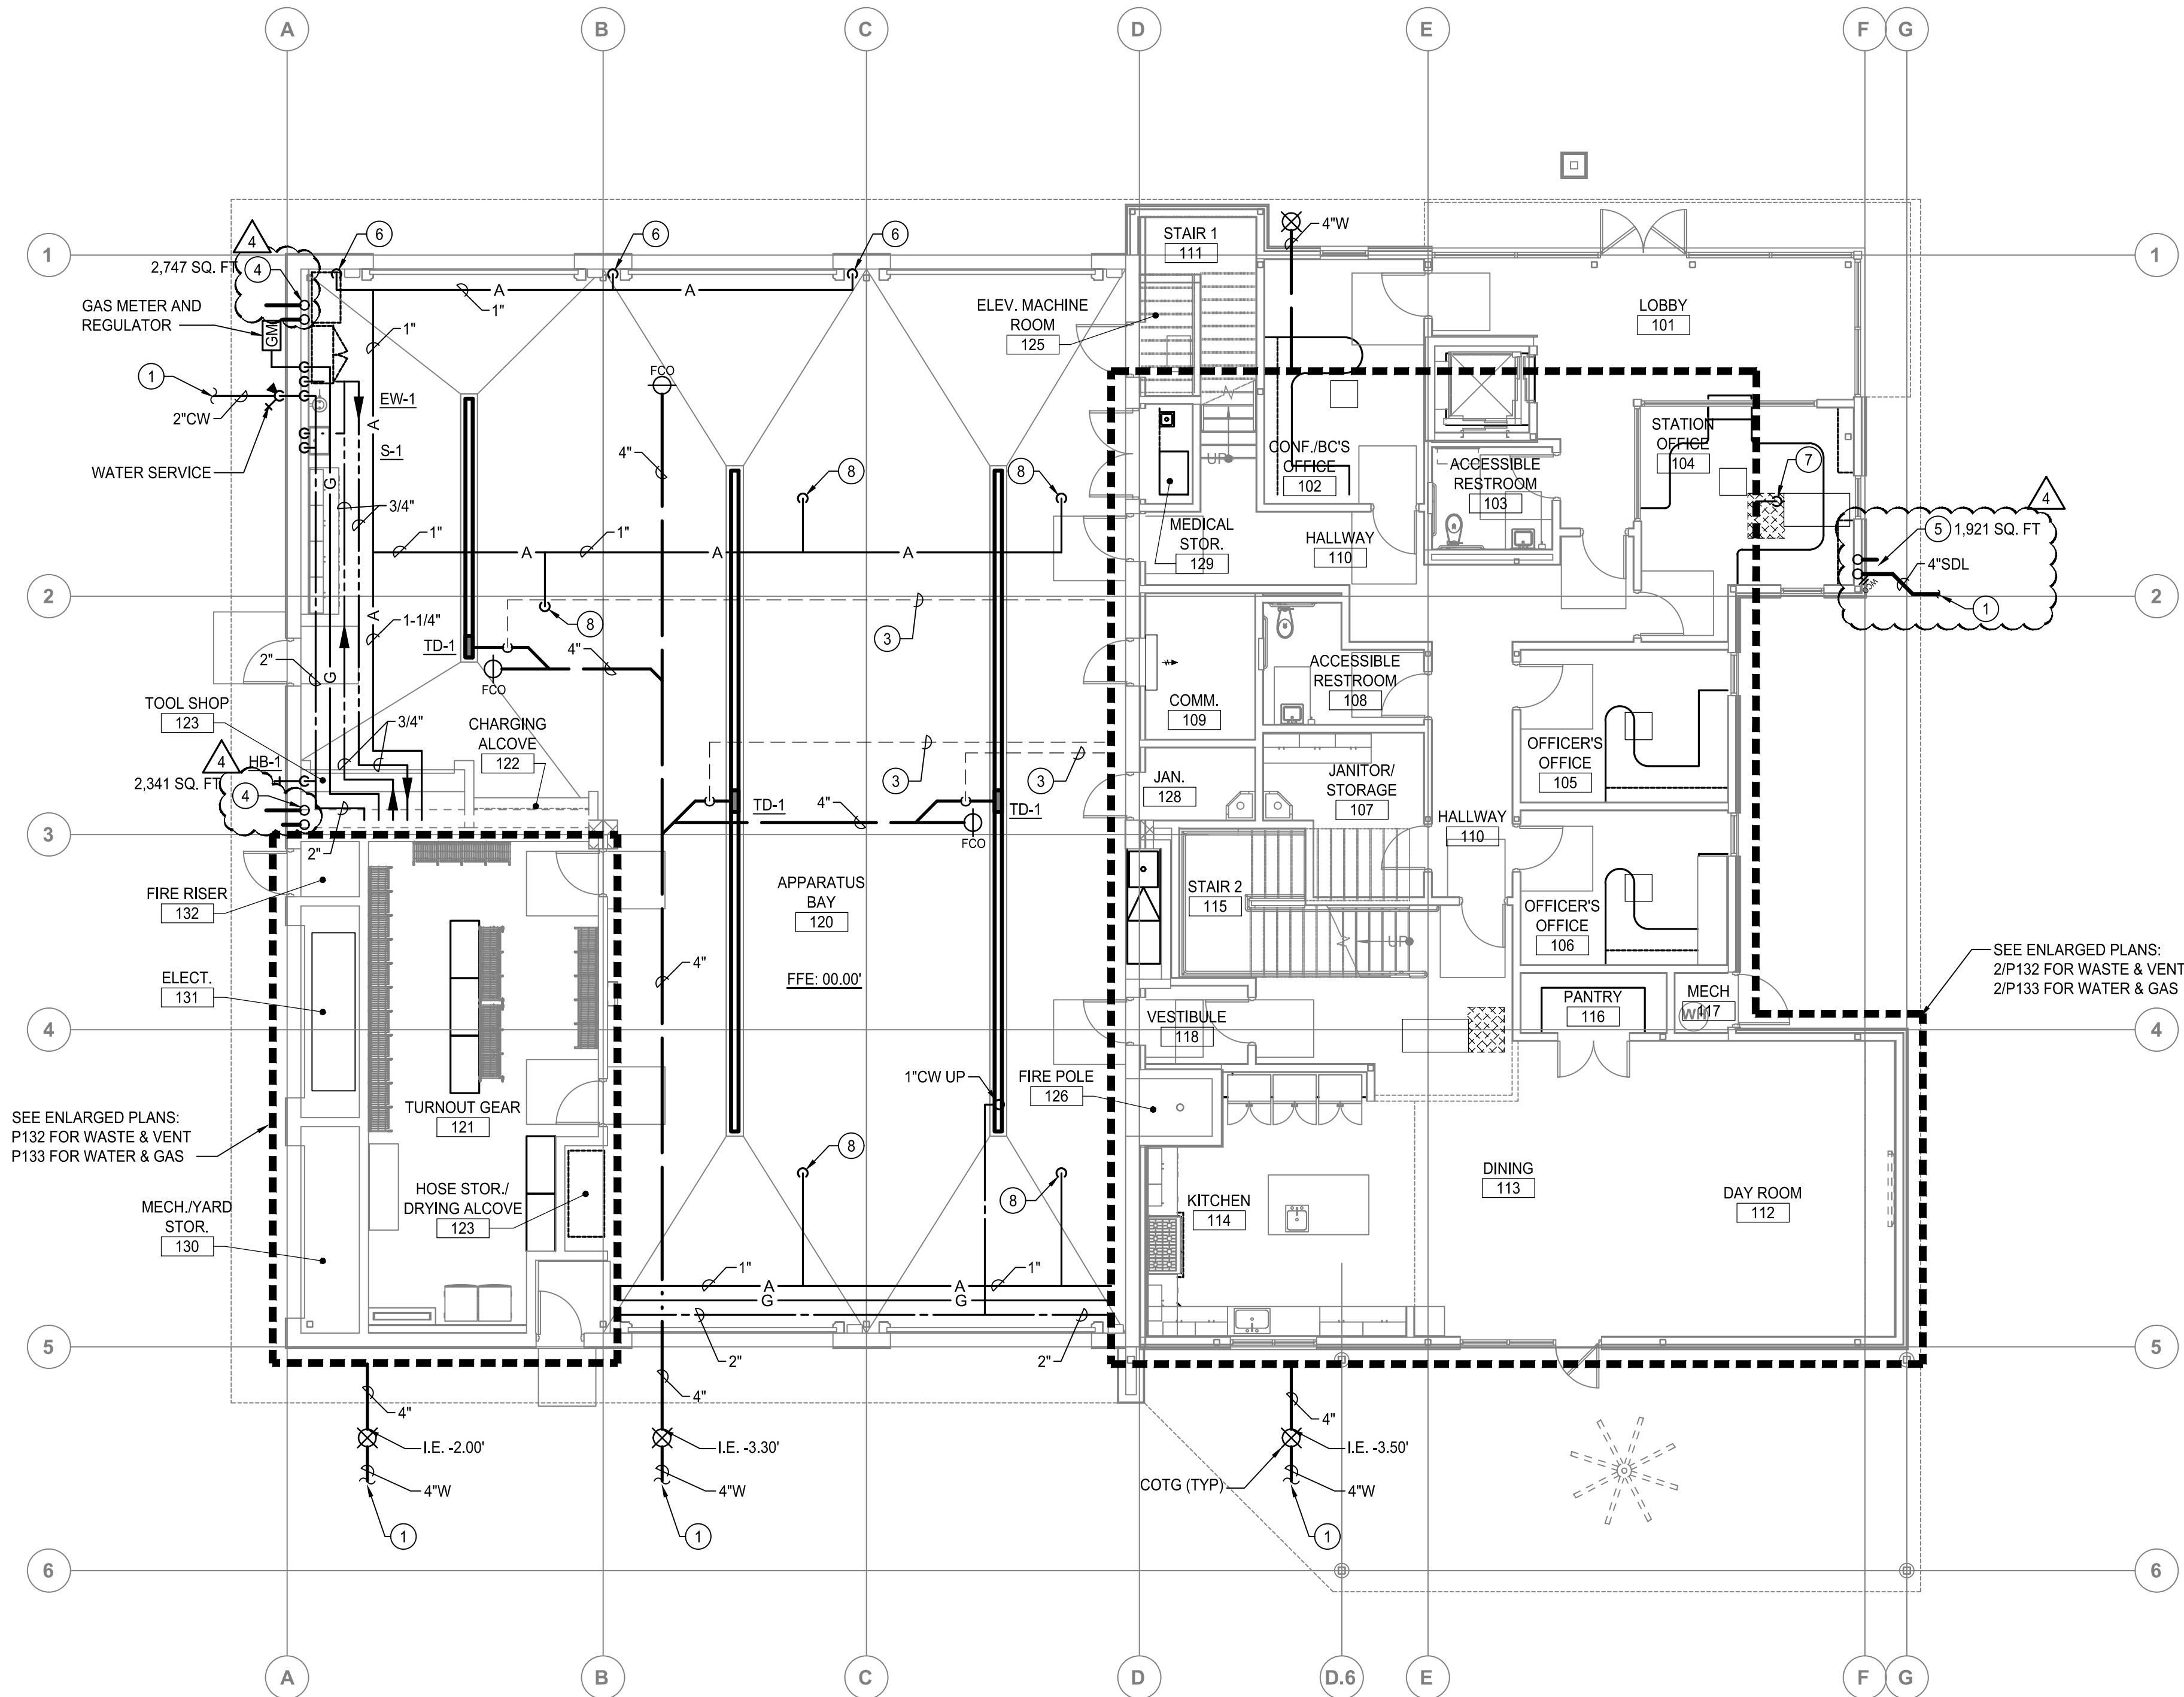 A
B
C
D
E
F
G
1
1
4
6
6
6
2,747 SQ. FT
4
GAS METER AND
REGULATOR
GM
A
A
1"
1"
1
2"CW
WATER SERVICE
EW-1
A
S-1
G
3/4"
STAIR 1
111
4"W
ELEV. MACHINE
ROOM
125
LOBBY
101
FCO
4"
8
8
1"
1"
A
A
A
A
UP
CONF./BC'S
OFFICE
102
ACCESSIBLE
RESTROOM
103
STATION
OFFICE
104
7
4
5
1,921 SQ. FT
4"SDL
1
MEDICAL
STOR.
129
HALLWAY
110
2
2
8
3
A
1-1/4"
TD-1
4"
FCO
2"
G
TOOL SHOP
123
3/4"
CHARGING
ALCOVE
122
4
HB-1
2,341 SQ. FT
4
2"
COMM.
109
ACCESSIBLE
RESTROOM
108
OFFICER'S
OFFICE
105
3
3
TD-1
4"
TD-1
FCO
JAN.
128
JANITOR/
STORAGE
107
HALLWAY
110
3
3
FIRE RISER
132
APPARATUS
BAY
120
STAIR 2
115
UP
OFFICER'S
OFFICE
106
4"
ELECT.
131
FFE: 00.00'
SEE ENLARGED PLANS:
2/P132 FOR WASTE & VENT
2/P133 FOR WATER & GAS
PANTRY
116
MECH
117
WH
VESTIBULE
118
4
4
1"CW UP
FIRE POLE
126
TURNOUT GEAR
121
SEE ENLARGED PLANS:
P132 FOR WASTE & VENT
P133 FOR WATER & GAS
8
8
HOSE STOR./
DRYING ALCOVE
123
MECH./YARD
STOR.
130
KITCHEN
114
DINING
113
DAY ROOM
112
1"
A
A
1"
G
G
2"
2"
5
5
4"
I.E. -2.00'
4"W
1
4"
I.E. -3.30'
4"W
1
4"
I.E. -3.50'
COTG (TYP)
4"W
1
6
6
A
B
C
D
D.6
E
F
G